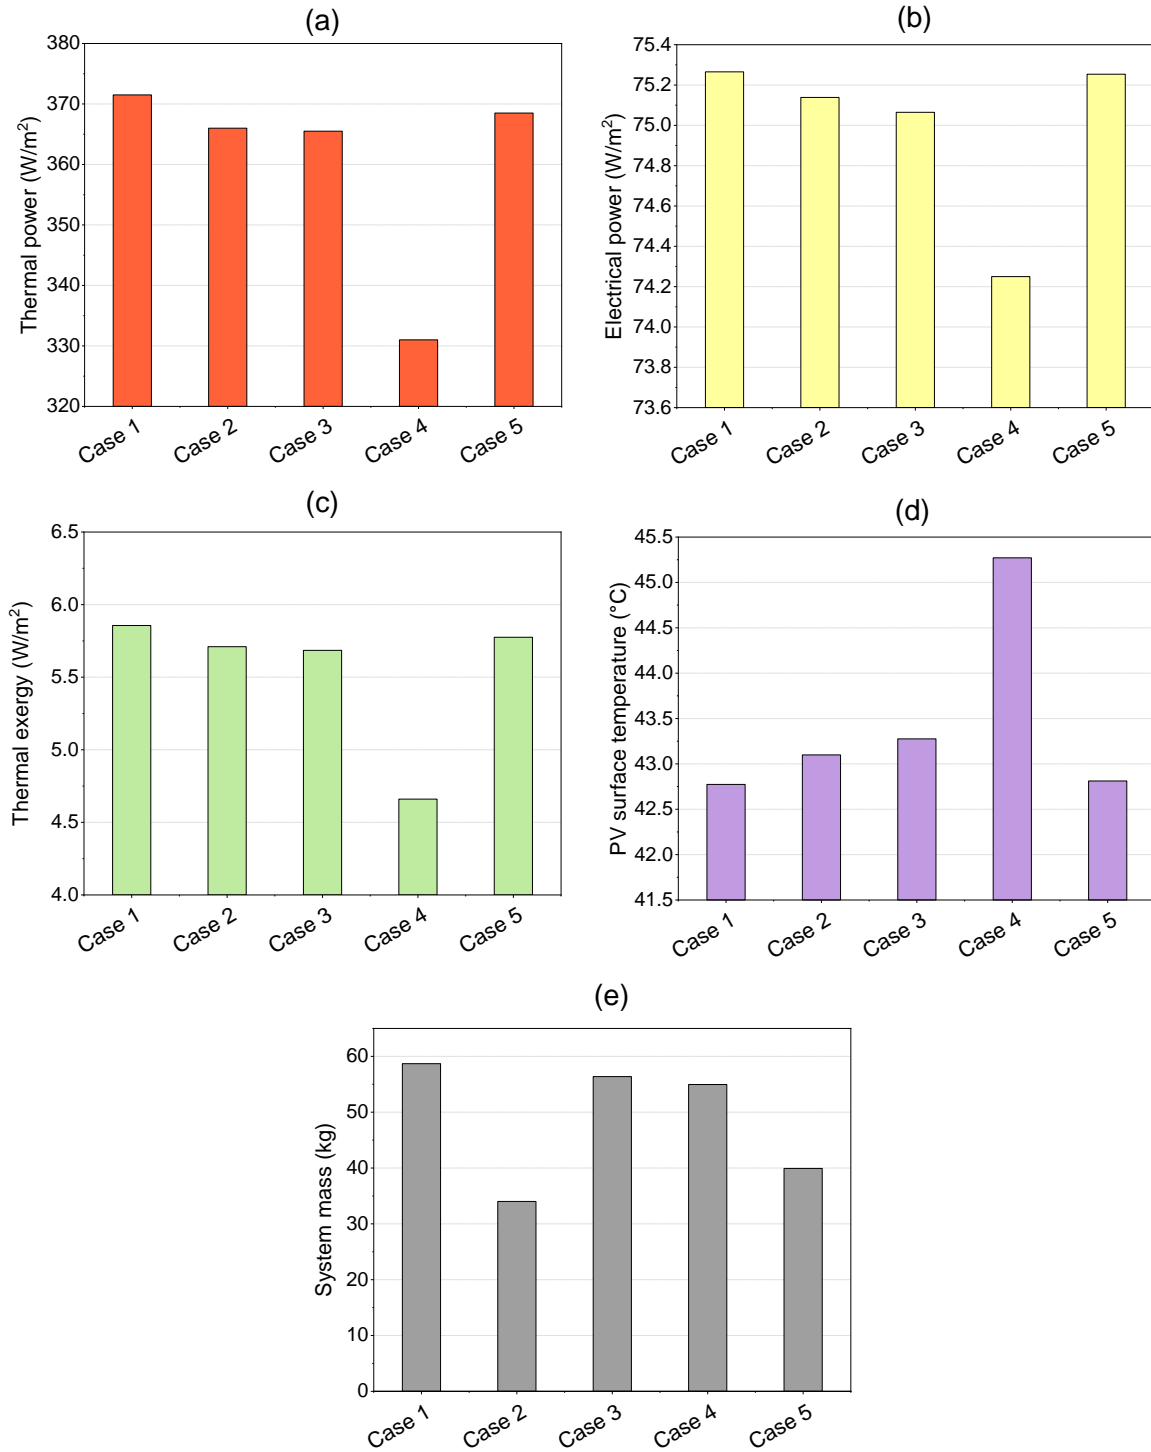 (a)
Thermal power (W/m²)
380
370
360
350
340
330
320
Case 1
Case 2
Case 3
Case 4
Case 5
(b)
Electrical power (W/m²)
75.4
75.2
75.0
74.8
74.6
74.4
74.2
74.0
73.8
73.6
Case 1
Case 2
Case 3
Case 4
Case 5
(c)
Thermal exergy (W/m²)
6.5
6.0
5.5
5.0
4.5
4.0
Case 1
Case 2
Case 3
Case 4
Case 5
(d)
PV surface temperature (°C)
45.5
45.0
44.5
44.0
43.5
43.0
42.5
42.0
41.5
Case 1
Case 2
Case 3
Case 4
Case 5
(e)
System mass (kg)
60
50
40
30
20
10
0
Case 1
Case 2
Case 3
Case 4
Case 5